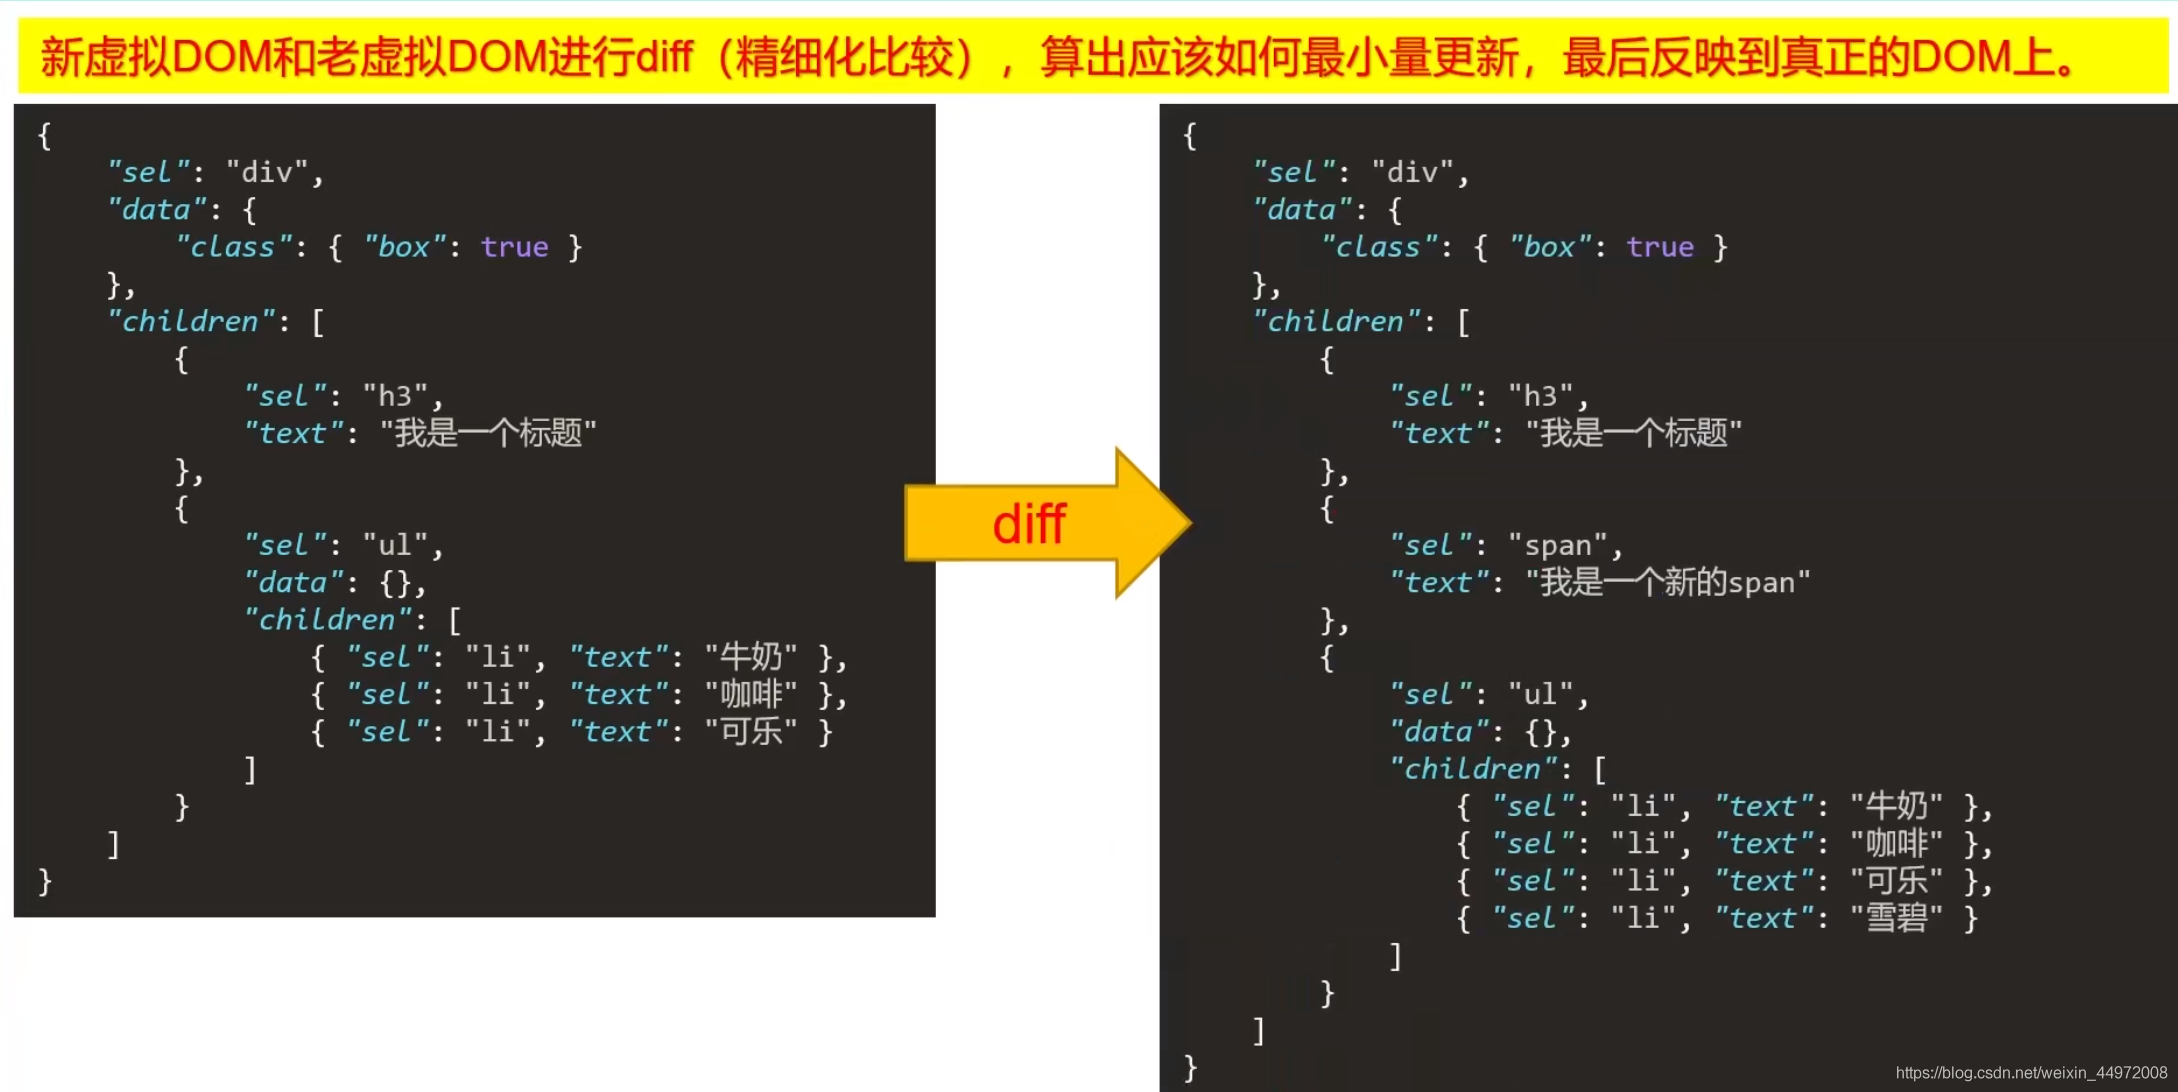 新虚拟DOM和老虚拟DOM进行diff（精细化比较），算出应该如何最小量更新，最后反映到真正的DOM上。
{
"sel": "div",
"data": {
"class": { "box": true }
},
"children": [
{
"sel": "h3",
"text": "我是一个标题"
},
{
"sel": "ul",
"data": {},
"children": [
{ "sel": "li", "text": "牛奶" },
{ "sel": "li", "text": "咖啡" },
{ "sel": "li", "text": "可乐" }
]
}
]
}
diff
{
"sel": "div",
"data": {
"class": { "box": true }
},
"children": [
{
"sel": "h3",
"text": "我是一个标题"
},
{
"sel": "span",
"text": "我是一个新的span"
},
{
"sel": "ul",
"data": {},
"children": [
{ "sel": "li", "text": "牛奶" },
{ "sel": "li", "text": "咖啡" },
{ "sel": "li", "text": "可乐" },
{ "sel": "li", "text": "雪碧" }
]
}
]
}
https://blog.csdn.net/weixin_44972008